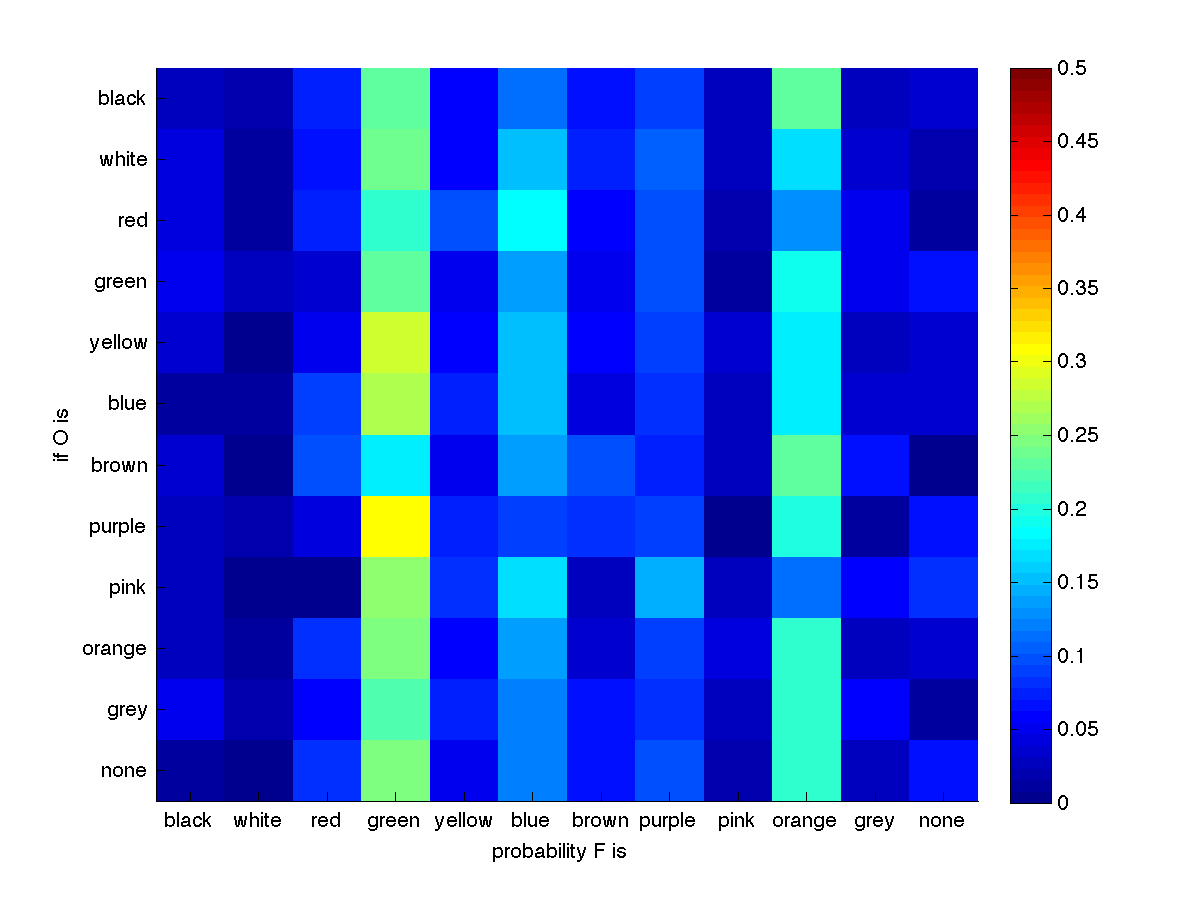 black
white
red
green
yellow
blue
brown
purple
pink
orange
grey
none
if O is
black white red green yellow blue brown purple pink orange grey none
probability F is
0.5
0.45
0.4
0.35
0.3
0.25
0.2
0.15
0.1
0.05
0